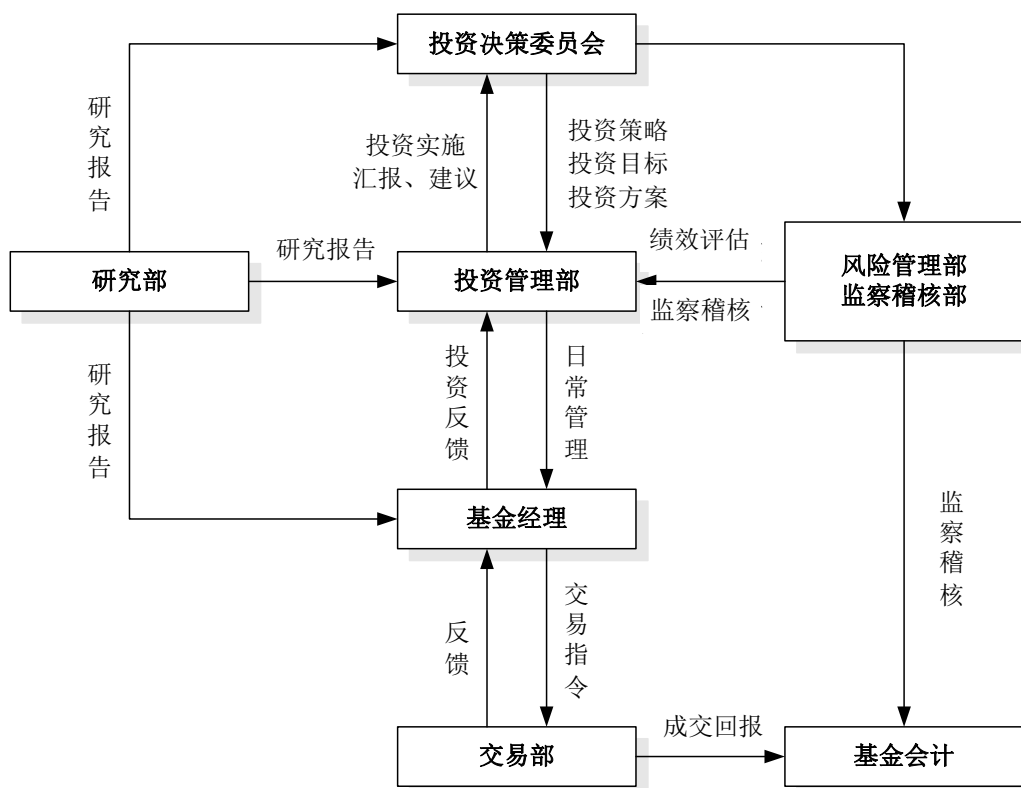 投资决策委员会
研究报告
投资实施
汇报、建议
投资策略
投资目标
投资方案
研究部
研究报告
投资管理部
绩效评估
监察稽核
风险管理部
监察稽核部
研究报告
投资反馈
日常管理
基金经理
监察稽核
反馈
交易指令
交易部
成交回报
基金会计